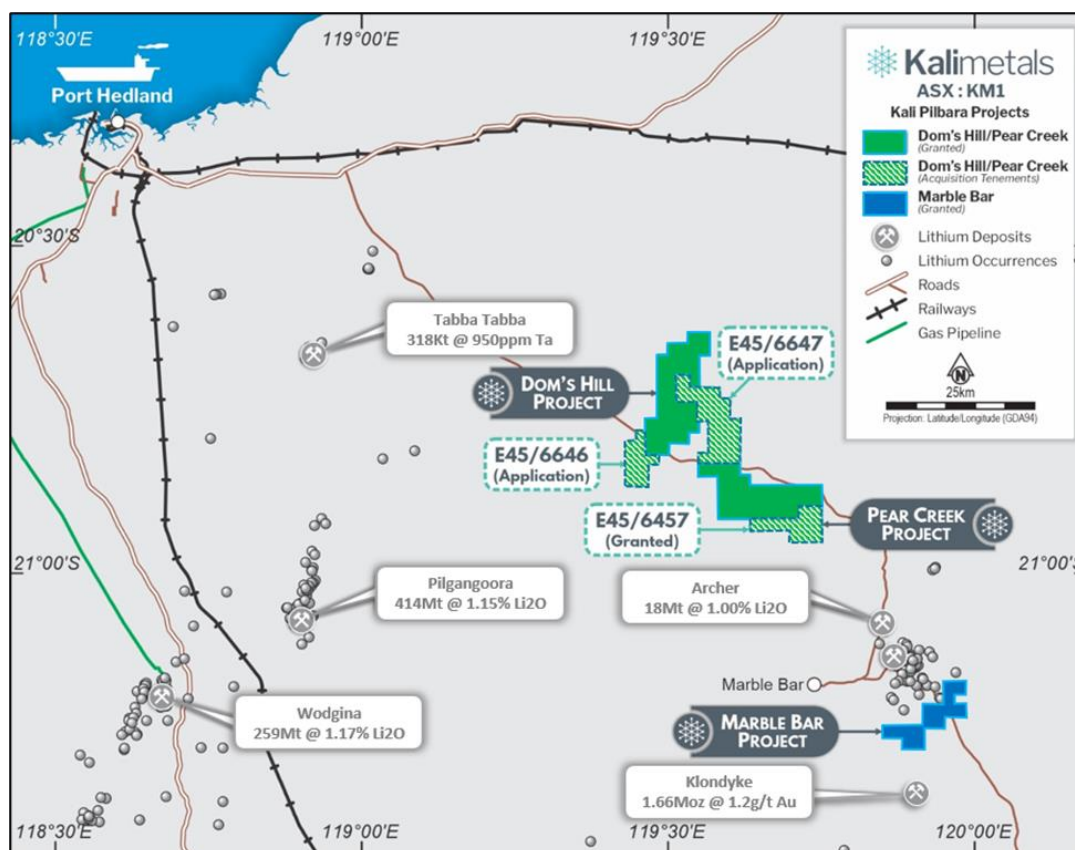 118°30'E
119°00'E
119°30'E
Port Hedland
Kalimetals
ASX : KM1
Kali Pilbara Projects
Dom's Hill/Pear Creek
(Granted)
Dom's Hill/Pear Creek
(Acquisition Tenements)
Marble Bar
(Granted)
Lithium Deposits
Lithium Occurrences
Roads
Railways
Gas Pipeline
N
25km
Projection: Latitude/Longitude (GDA94)
20°30'S
Tabba Tabba
318Kt @ 950ppm Ta
E45/6647
(Application)
DOM'S HILL
PROJECT
E45/6646
(Application)
E45/6457
(Granted)
PEAR CREEK
PROJECT
21°00'S
21°00'S
Pilgangoora
414Mt @ 1.15% Li2O
Archer
18Mt @ 1.00% Li2O
Marble Bar
Wodgina
259Mt @ 1.17% Li2O
MARBLE BAR
PROJECT
Klondyke
1.66Moz @ 1.2g/t Au
118°30'E
119°00'E
119°30'E
120°00'E